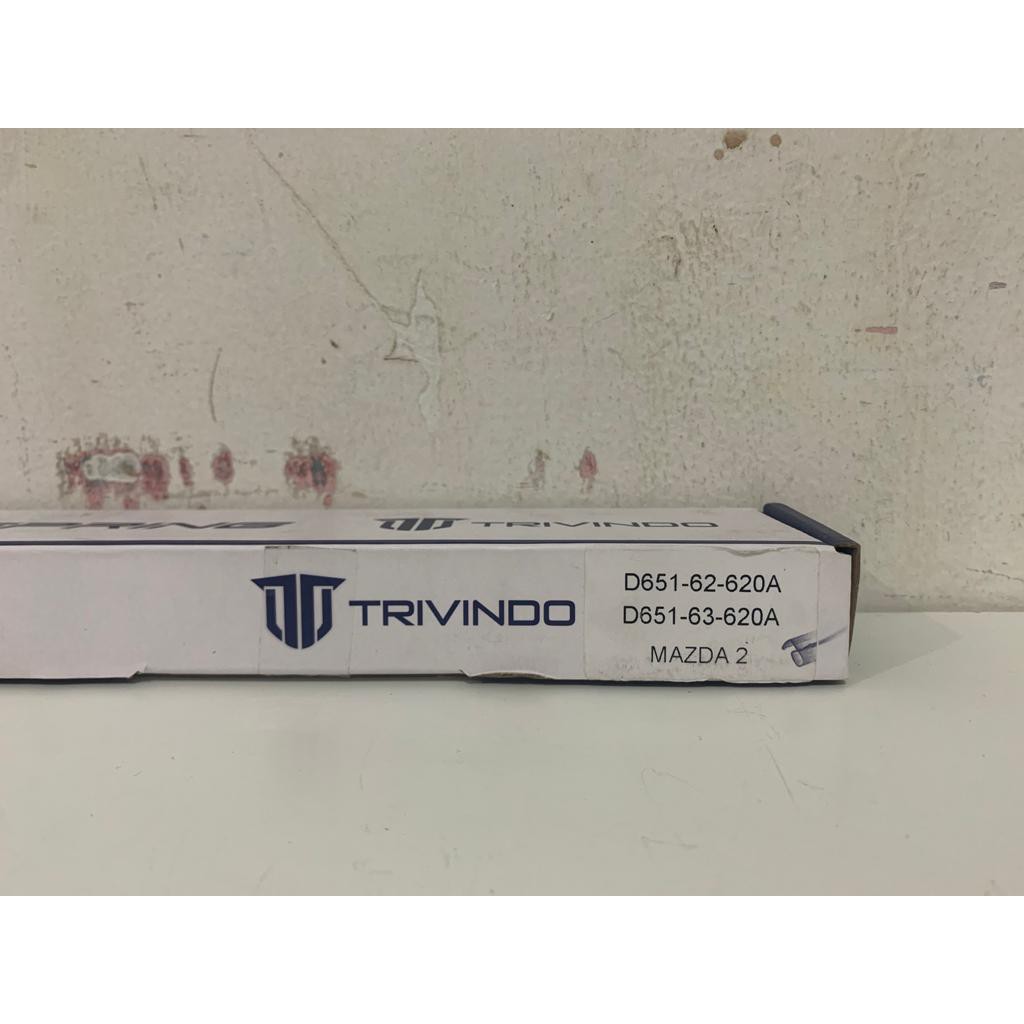 TRIVINDO
TRIVINDO
D651-62-620A
D651-63-620A
MAZDA 2